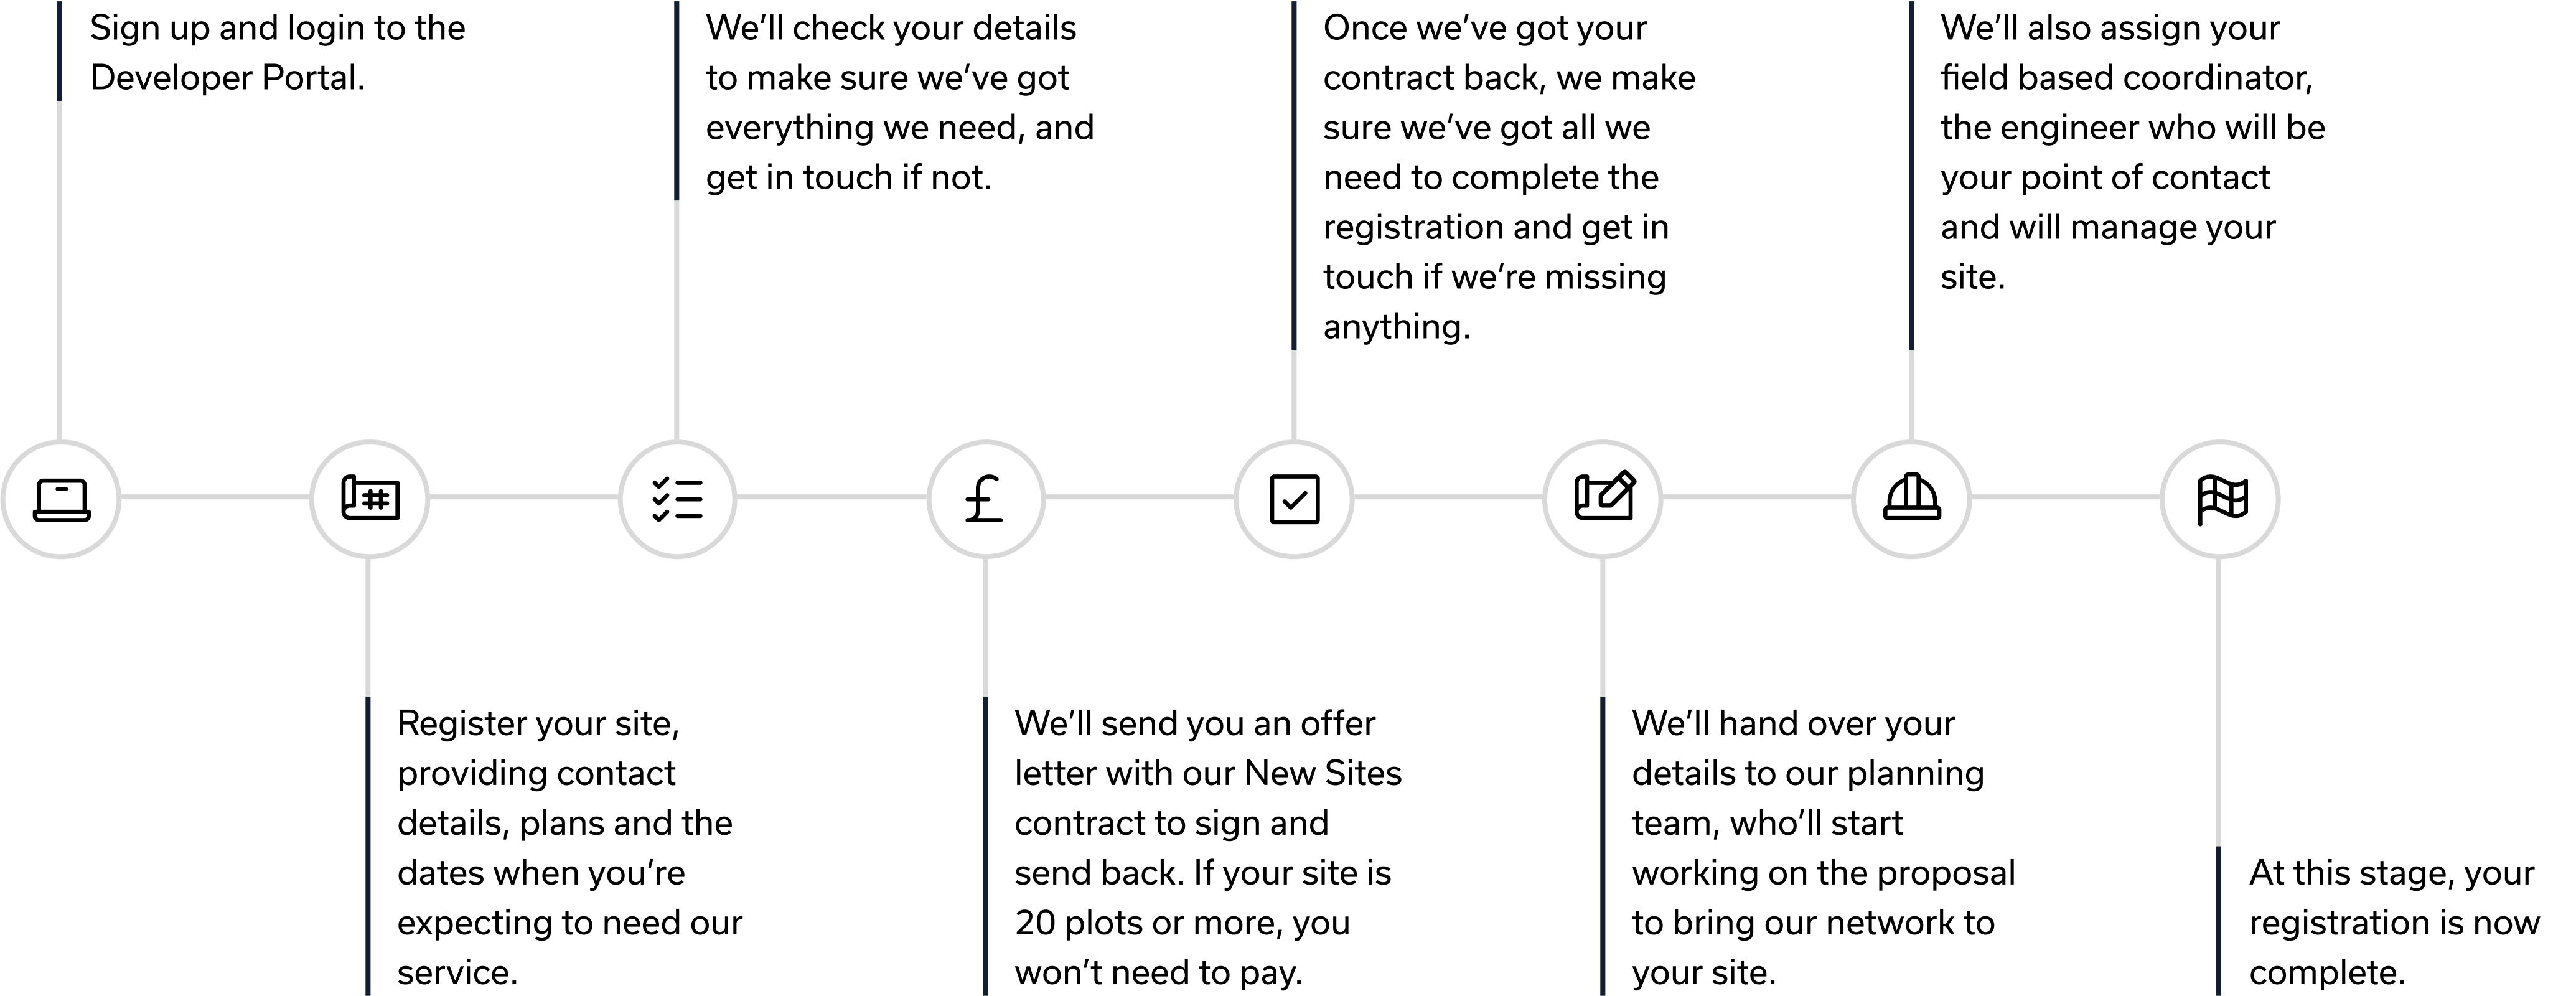 Sign up and login to the
Developer Portal.
Register your site,
providing contact
details, plans and the
dates when you’re
expecting to need our
service.
We’ll check your details
to make sure we’ve got
everything we need, and
get in touch if not.
£
We’ll send you an offer
letter with our New Sites
contract to sign and
send back. If your site is
20 plots or more, you
won’t need to pay.
Once we’ve got your
contract back, we make
sure we’ve got all we
need to complete the
registration and get in
touch if we’re missing
anything.
We’ll hand over your
details to our planning
team, who’ll start
working on the proposal
to bring our network to
your site.
We’ll also assign your
field based coordinator,
the engineer who will be
your point of contact
and will manage your
site.
At this stage, your
registration is now
complete.